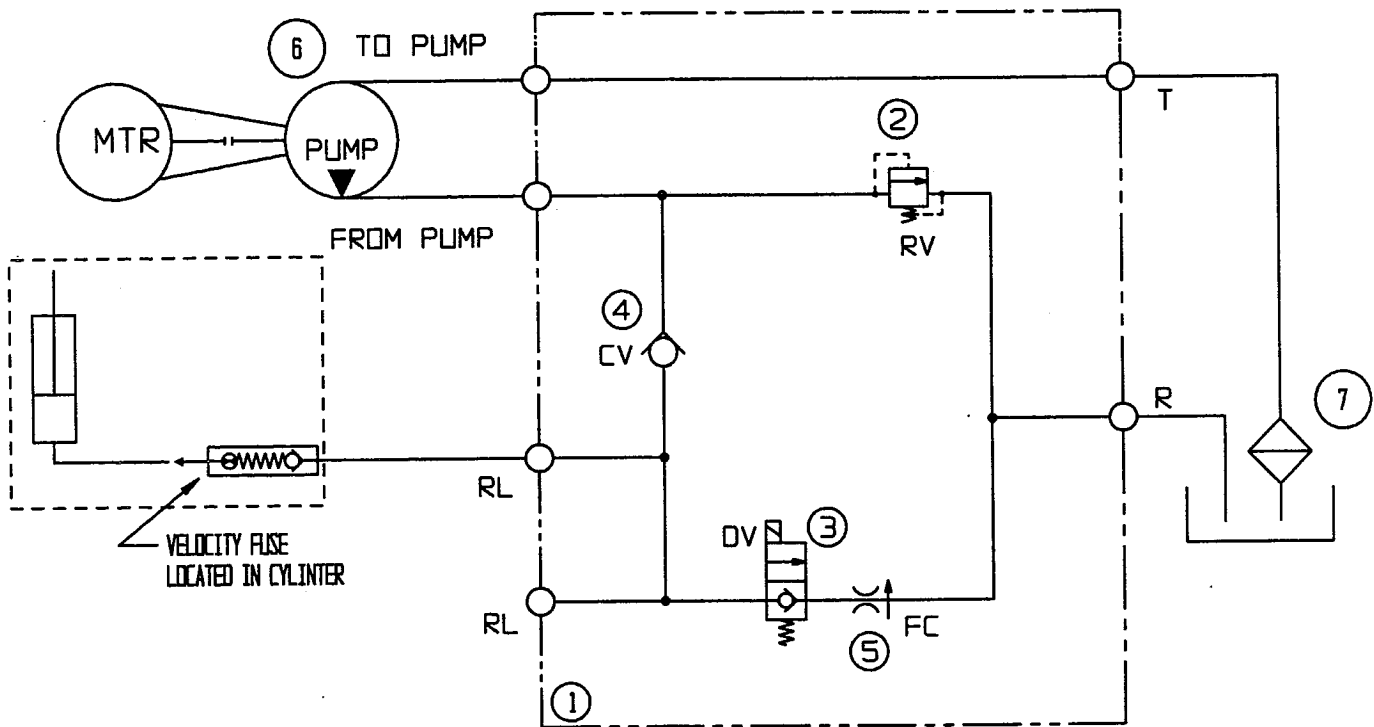 6
TO PUMP
MTR
PUMP
T
2
FROM PUMP
RV
4
CV
R
7
RL
DV
3
VELOCITY FUSE
LOCATED IN CYLINTER
RL
FC
5
1